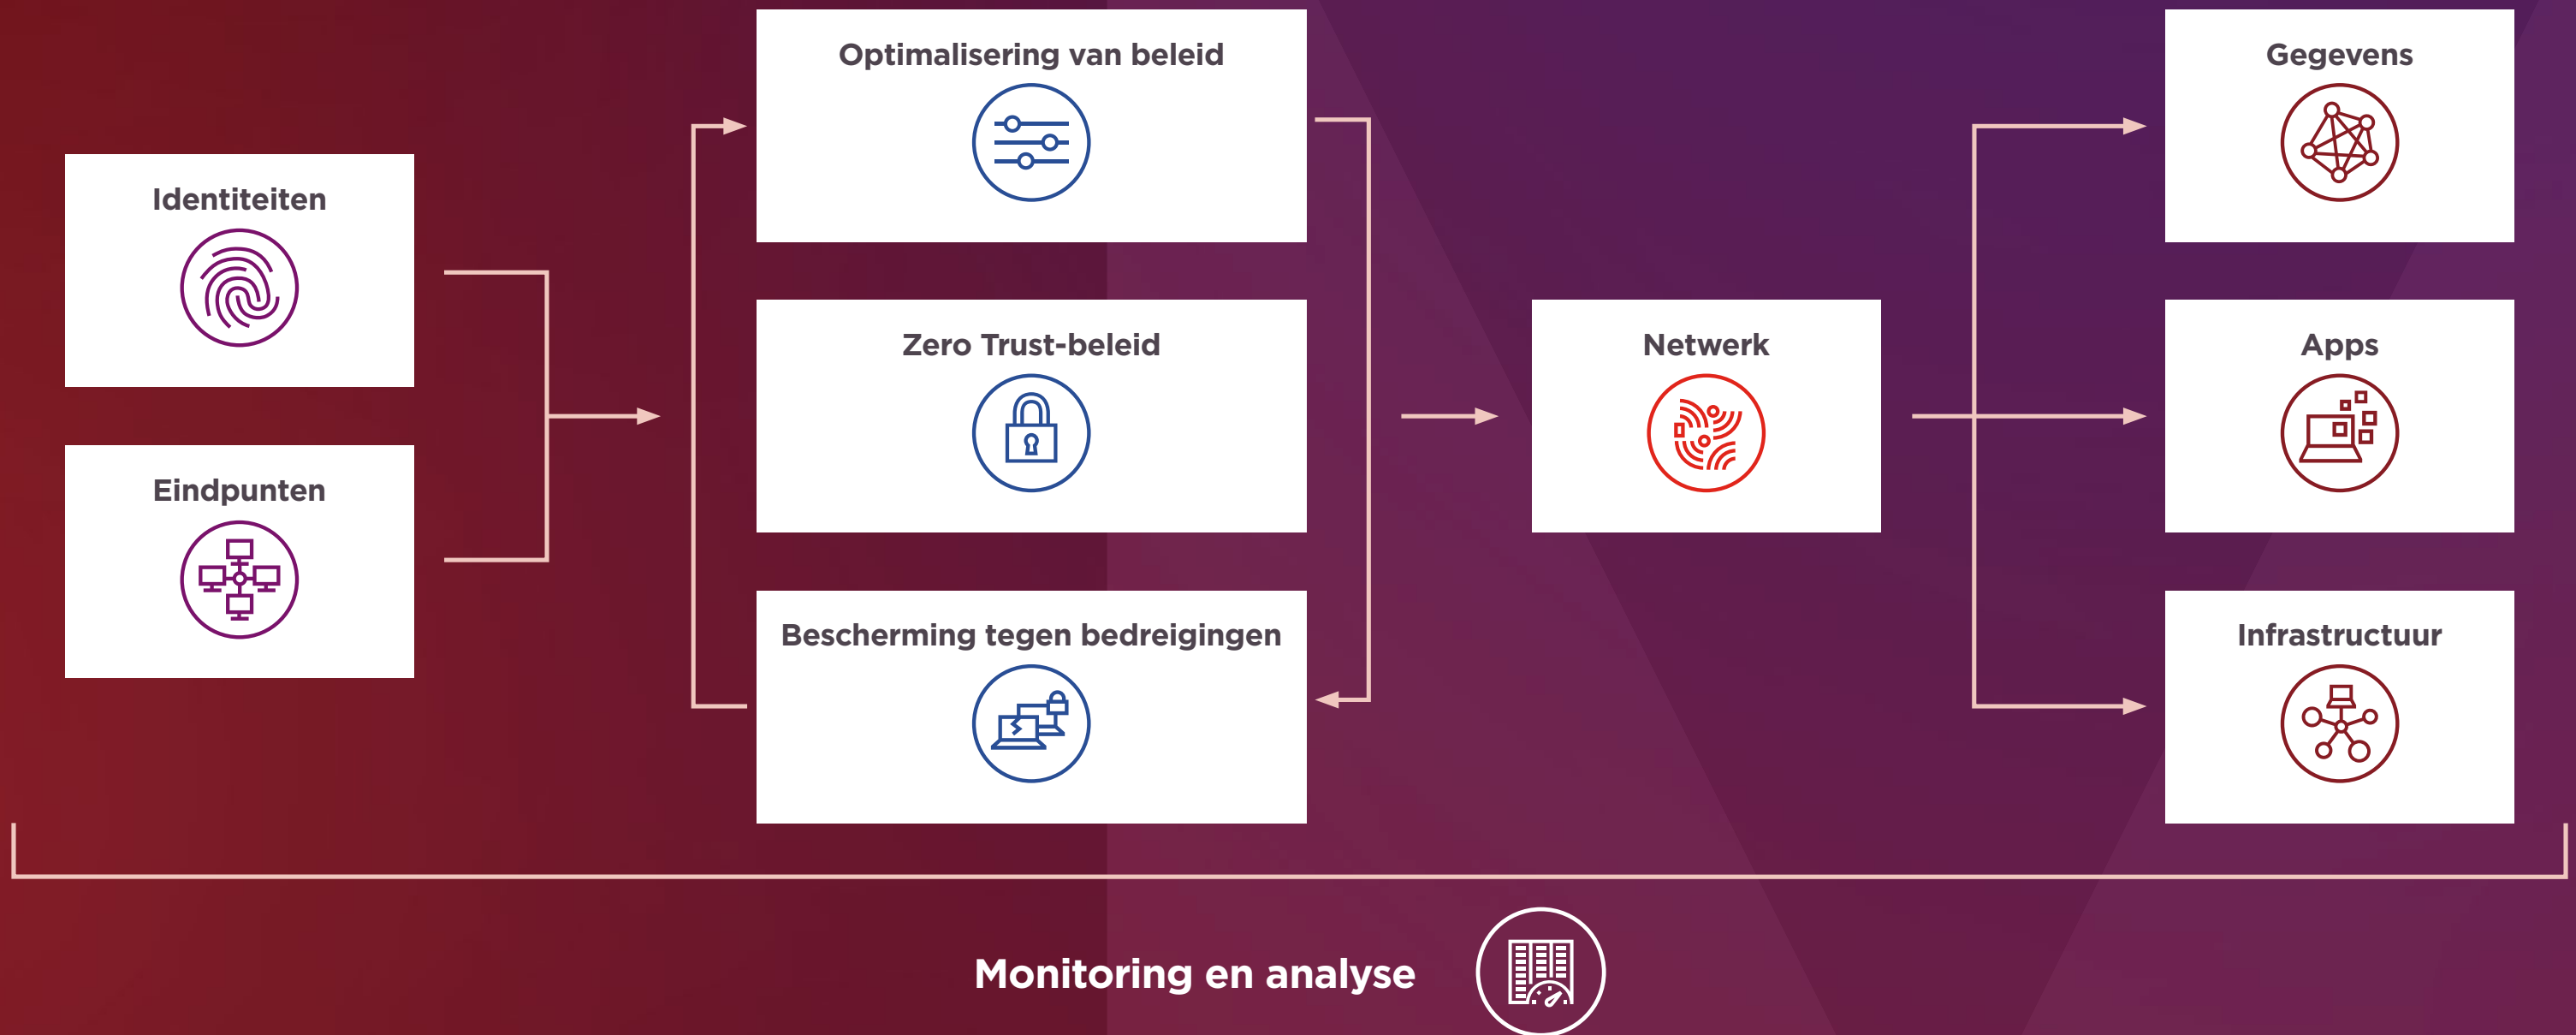 Identiteiten
Eindpunten
Optimalisering van beleid
Zero Trust-beleid
Bescherming tegen bedreigingen
Netwerk
Gegevens
Apps
Infrastructuur
Monitoring en analyse